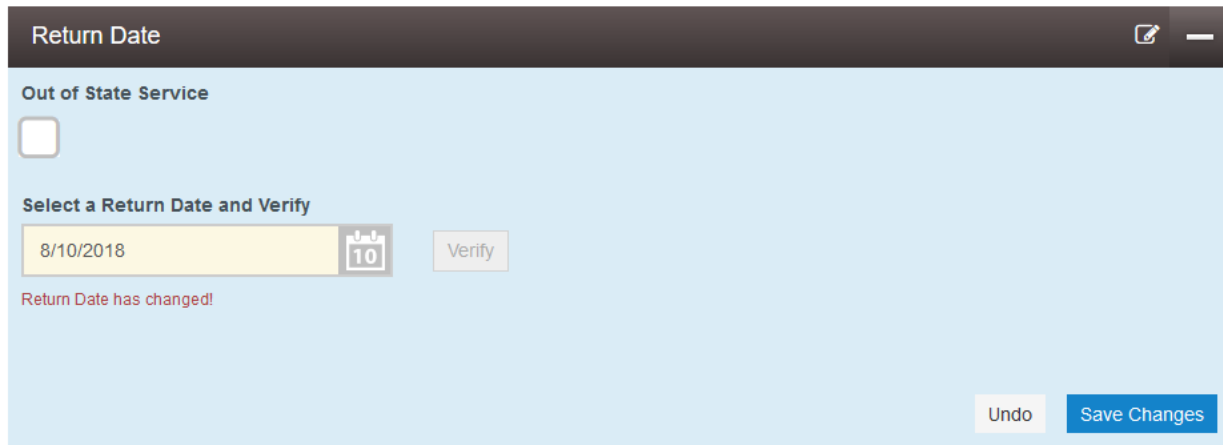 Return Date
Out of State Service
Select a Return Date and Verify
8/10/2018 10 Verify
Return Date has changed!
Undo Save Changes